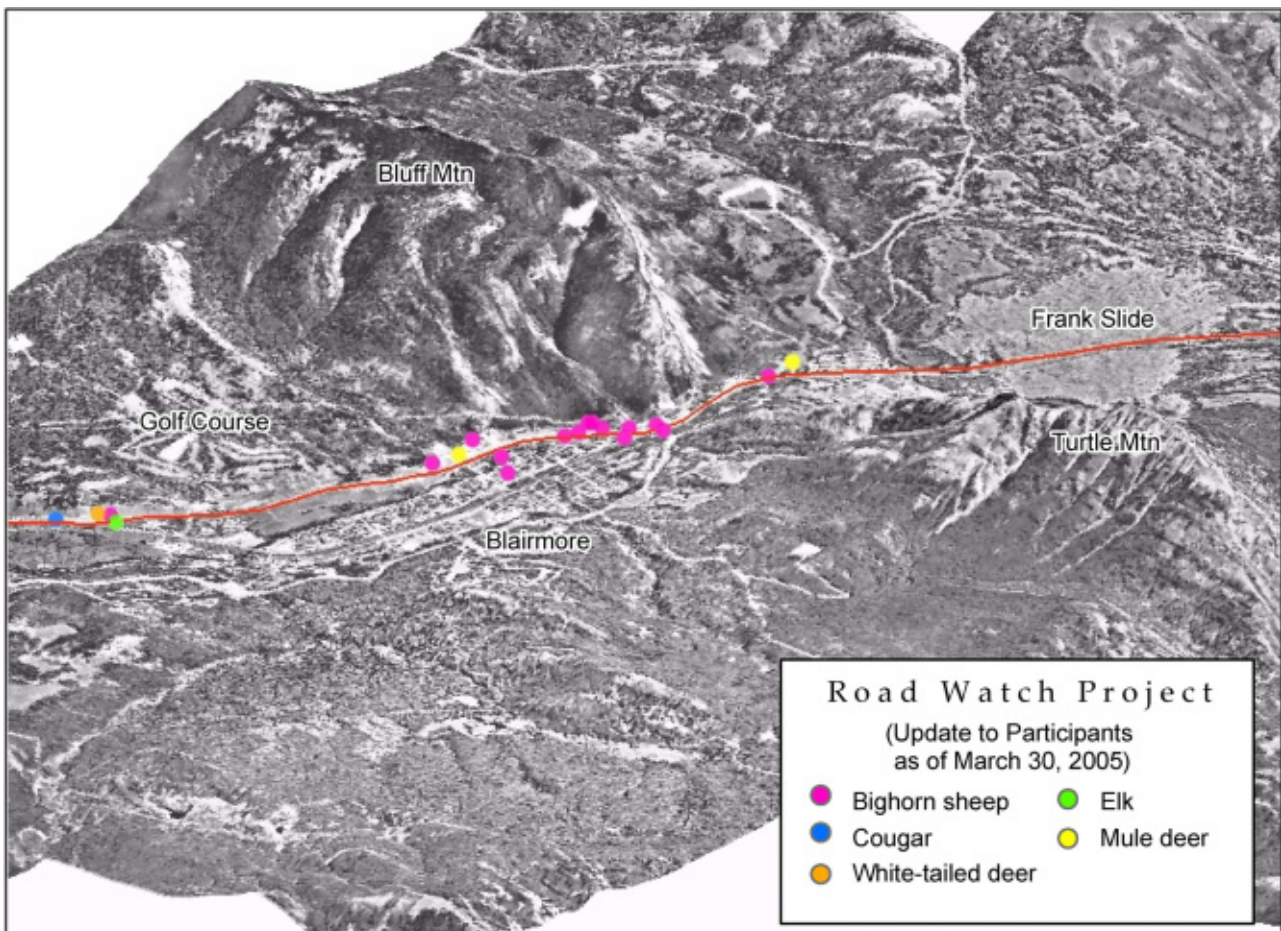 Bluff Mtn
Frank Slide
Golf Course
Turtle Mtn
Blairmore
Road Watch Project
(Update to Participants
as of March 30, 2005)
Bighorn sheep
Elk
Cougar
Mule deer
White-tailed deer